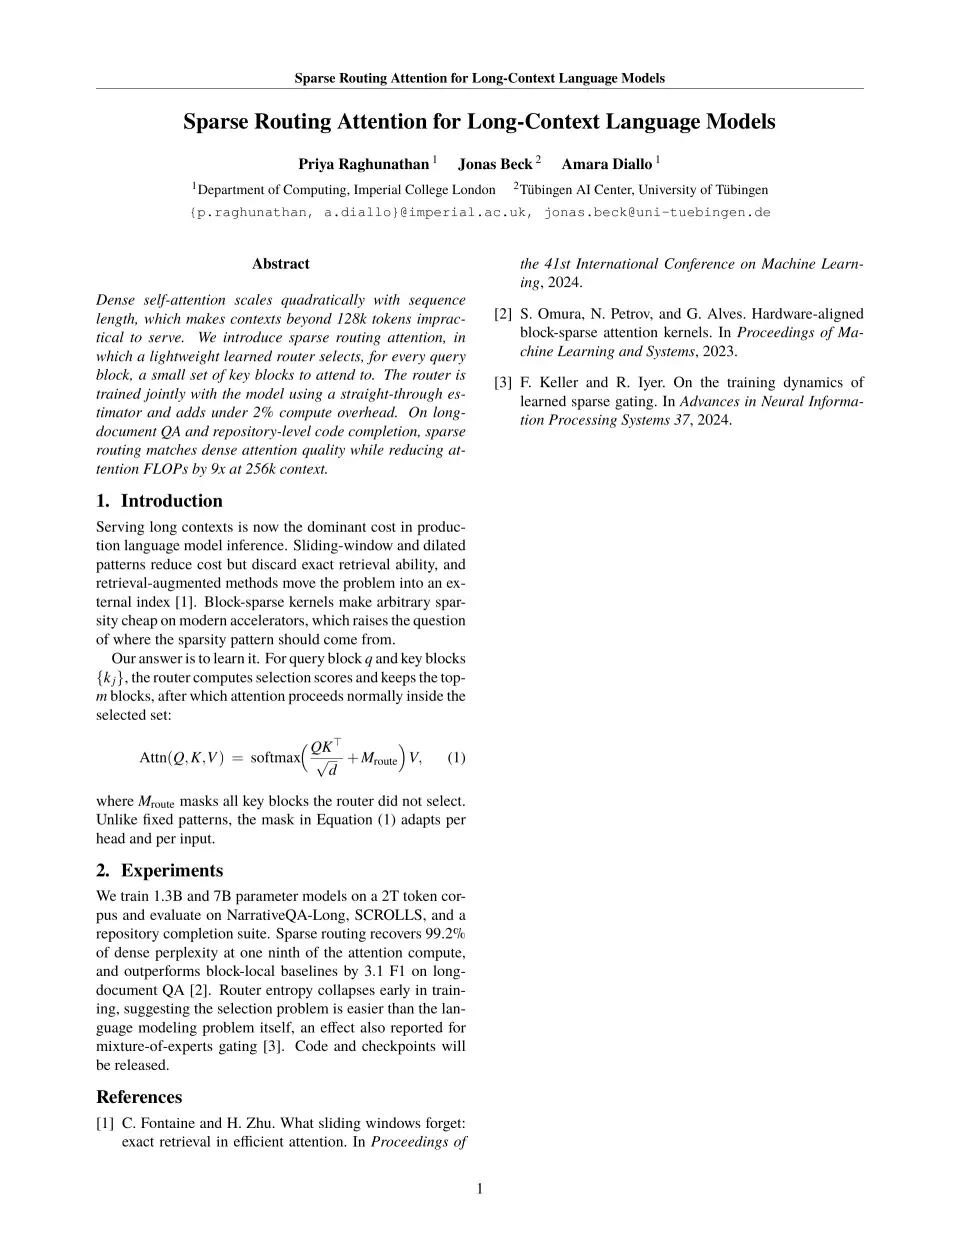 Sparse Routing Attention for Long-Context Language Models
Sparse Routing Attention for Long-Context Language Models
Priya Raghunathan 1 Jonas Beck 2 Amara Diallo 1
1Department of Computing, Imperial College London 2Tübingen AI Center, University of Tübingen
{p.raghunathan, a.diallo}@imperial.ac.uk, jonas.beck@uni-tuebingen.de
Abstract
Dense self-attention scales quadratically with sequence
length, which makes contexts beyond 128k tokens imprac-
tical to serve. We introduce sparse routing attention, in
which a lightweight learned router selects, for every query
block, a small set of key blocks to attend to. The router is
trained jointly with the model using a straight-through es-
timator and adds under 2% compute overhead. On long-
document QA and repository-level code completion, sparse
routing matches dense attention quality while reducing at-
tention FLOPs by 9x at 256k context.
1. Introduction
Serving long contexts is now the dominant cost in produc-
tion language model inference. Sliding-window and dilated
patterns reduce cost but discard exact retrieval ability, and
retrieval-augmented methods move the problem into an ex-
ternal index [1]. Block-sparse kernels make arbitrary spar-
sity cheap on modern accelerators, which raises the question
of where the sparsity pattern should come from.
Our answer is to learn it. For query block q and key blocks
{kj}, the router computes selection scores and keeps the top-
m blocks, after which attention proceeds normally inside the
selected set:
Attn(Q,K,V) = softmax(QK⊤/√d + Mroute)V, (1)
where Mroute masks all key blocks the router did not select.
Unlike fixed patterns, the mask in Equation (1) adapts per
head and per input.
2. Experiments
We train 1.3B and 7B parameter models on a 2T token cor-
pus and evaluate on NarrativeQA-Long, SCROLLS, and a
repository completion suite. Sparse routing recovers 99.2%
of dense perplexity at one ninth of the attention compute,
and outperforms block-local baselines by 3.1 F1 on long-
document QA [2]. Router entropy collapses early in train-
ing, suggesting the selection problem is easier than the lan-
guage modeling problem itself, an effect also reported for
mixture-of-experts gating [3]. Code and checkpoints will
be released.
References
[1] C. Fontaine and H. Zhu. What sliding windows forget:
exact retrieval in efficient attention. In Proceedings of
the 41st International Conference on Machine Learn-
ing, 2024.
[2] S. Omura, N. Petrov, and G. Alves. Hardware-aligned
block-sparse attention kernels. In Proceedings of Ma-
chine Learning and Systems, 2023.
[3] F. Keller and R. Iyer. On the training dynamics of
learned sparse gating. In Advances in Neural Informa-
tion Processing Systems 37, 2024.
1